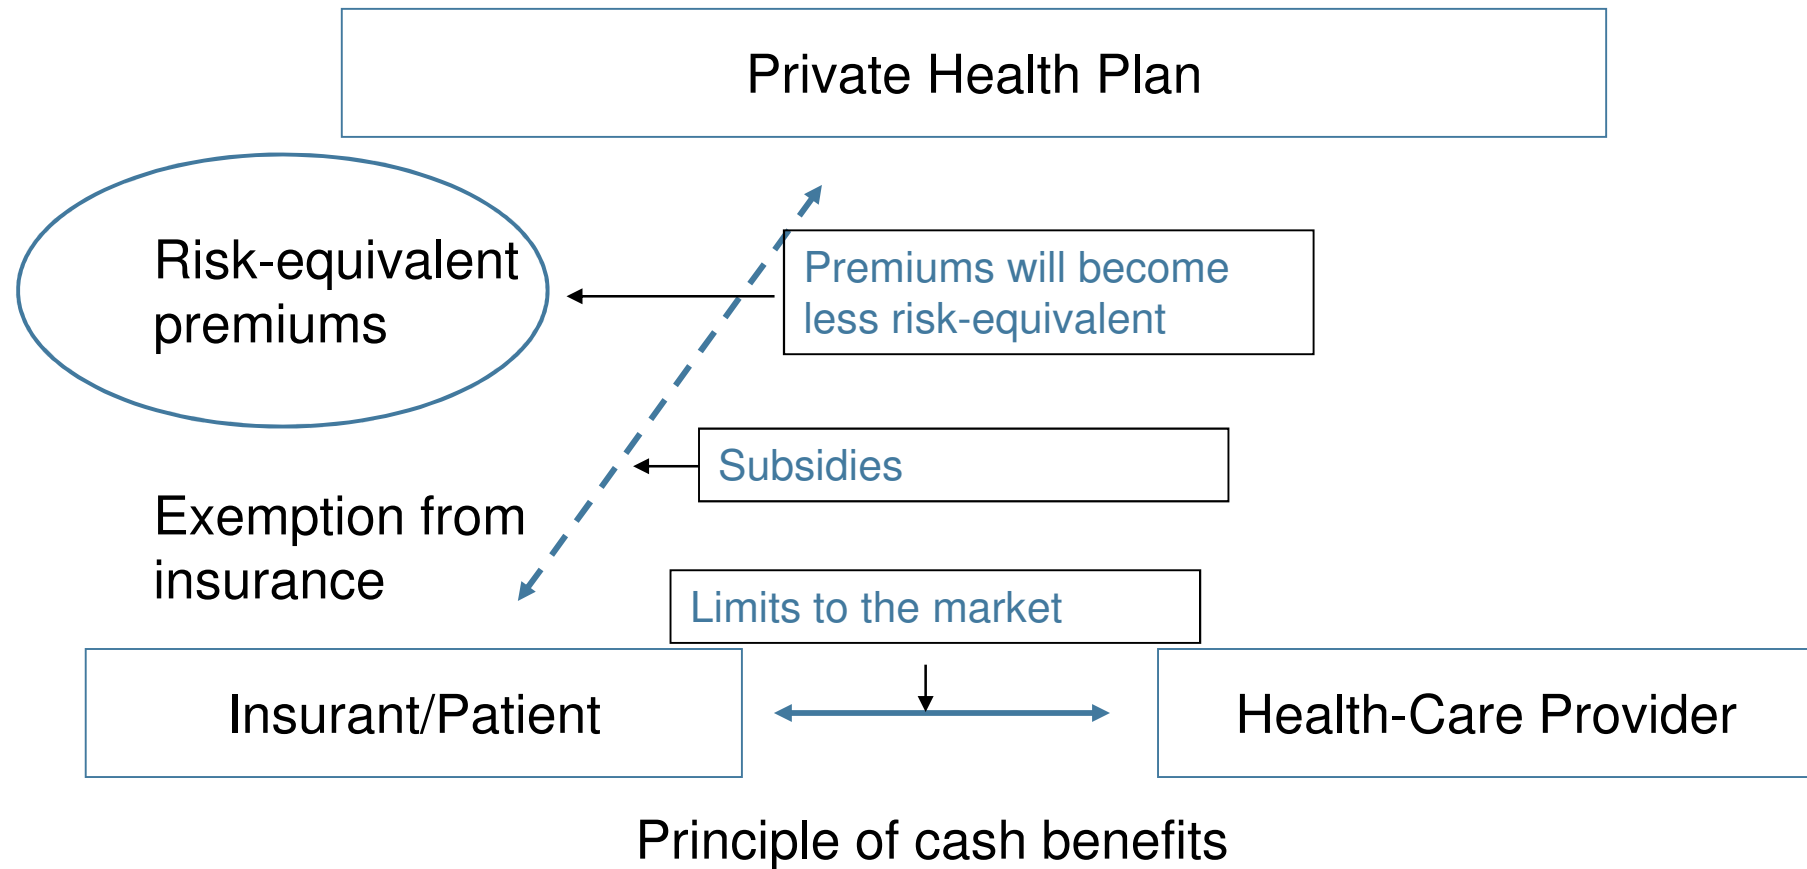 Private Health Plan
Risk-equivalent
premiums
Premiums will become
less risk-equivalent
Subsidies
Exemption from
insurance
Limits to the market
Insurant/Patient
Health-Care Provider
Principle of cash benefits